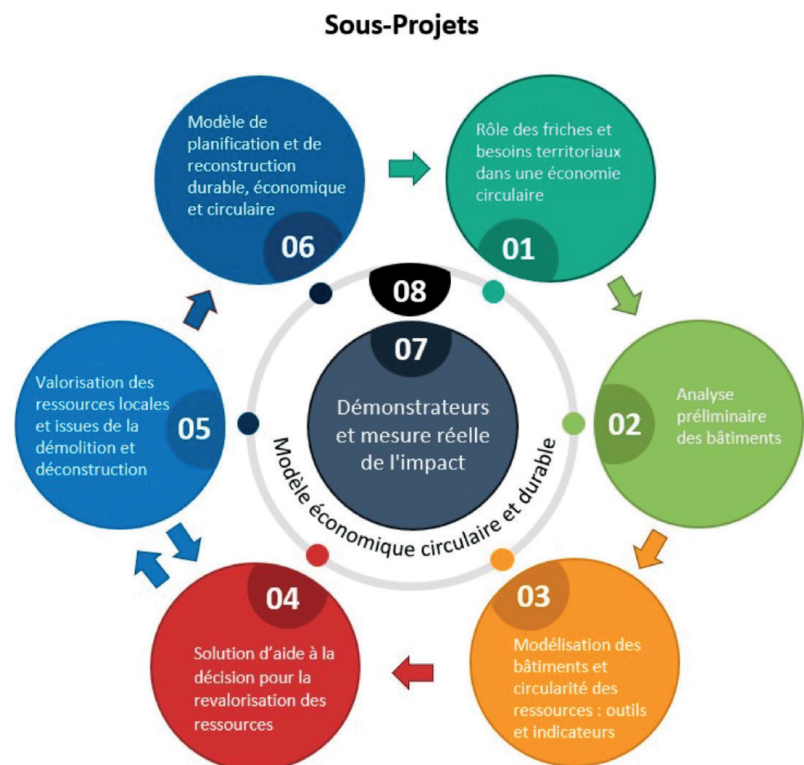 Sous-Projets
Rôle des friches et
besoins territoriaux
dans une économie
circulaire
01
Analyse
préliminaire
des bâtiments
02
03
Modélisation des
bâtiments et
circularité des
ressources : outils
et indicateurs
04
Solution d'aide à la
décision pour la
revalorisation des
ressources
Valorisation des
ressources locales
et issues de la
démolition et
déconstruction
05
Modèle de
planification et de
reconstruction
durable, économique
et circulaire
06
08
07
Démonstrateurs
et mesure réelle
de l'impact
Modèle économique circulaire et durable